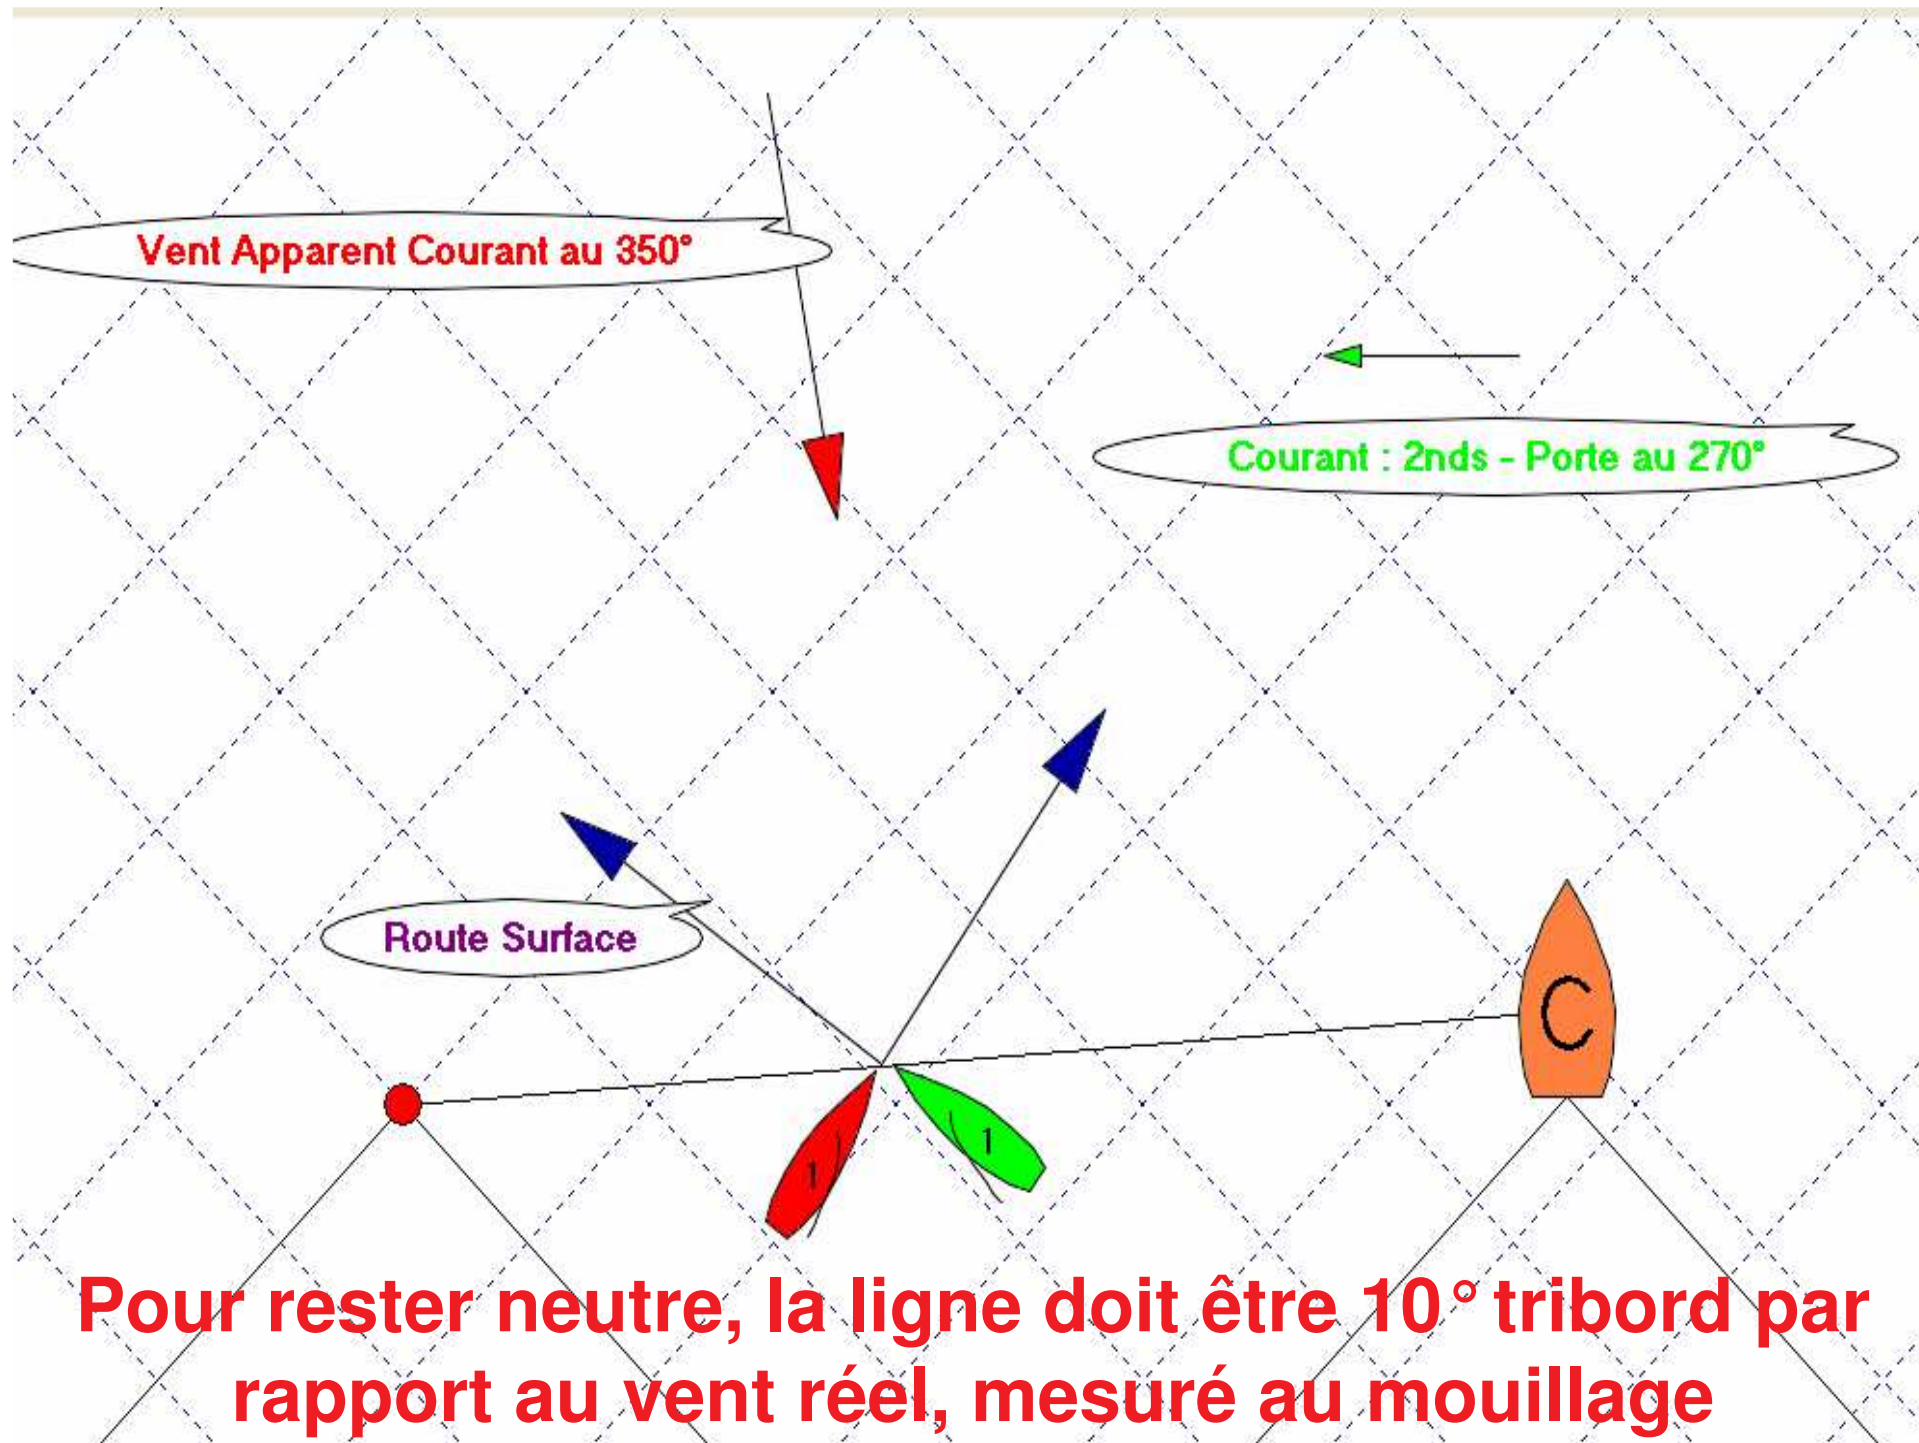 Vent Apparent Courant au 350°
Courant : 2nds - Porte au 270°
Route Surface
C
1
1
Pour rester neutre, la ligne doit être 10° tribord par
rapport au vent réel, mesuré au mouillage